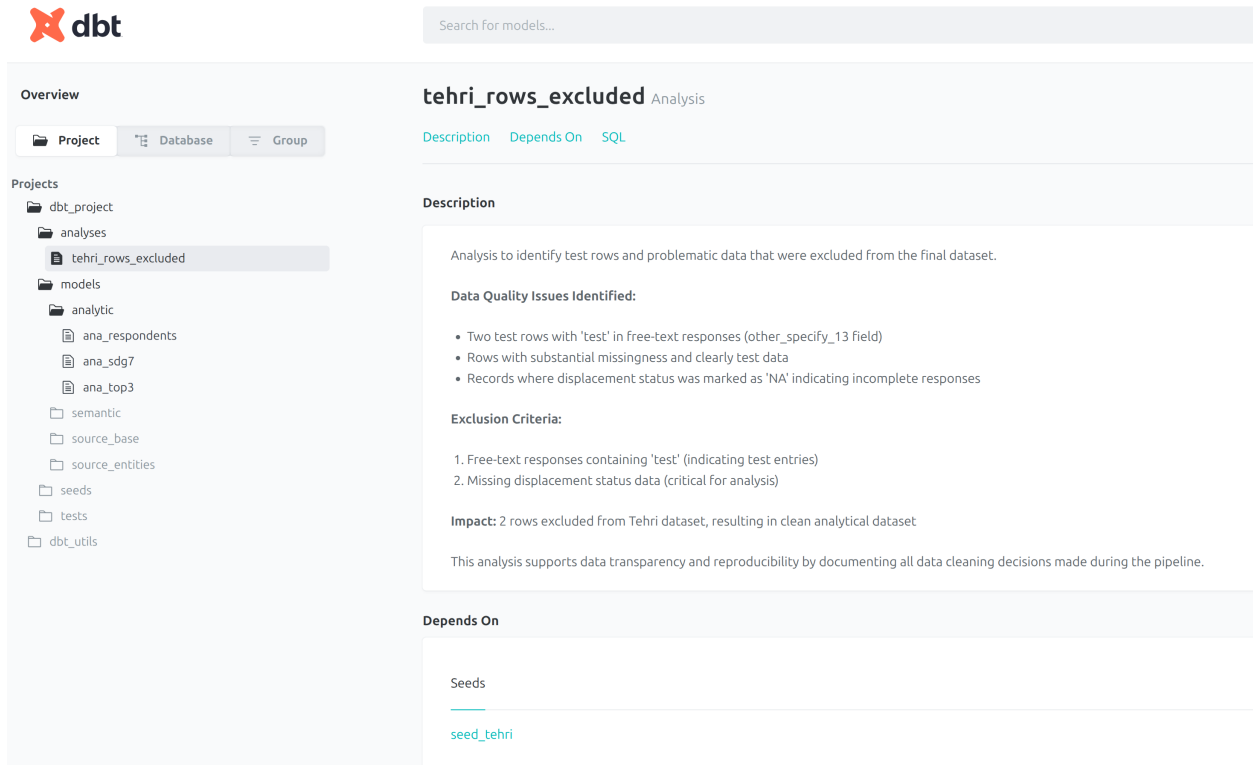 dbt
Search for models...
Overview
Project
Database
Group
Projects
dbt_project
analyses
tehri_rows_excluded
models
analytic
ana_respondents
ana_sdg7
ana_top3
semantic
source_base
source_entities
seeds
tests
dbt_utils
tehri_rows_excluded Analysis
Description Depends On SQL
Description
Analysis to identify test rows and problematic data that were excluded from the final dataset.
Data Quality Issues Identified:
• Two test rows with 'test' in free-text responses (other_specify_13 field)
• Rows with substantial missingness and clearly test data
• Records where displacement status was marked as 'NA' indicating incomplete responses
Exclusion Criteria:
1. Free-text responses containing 'test' (indicating test entries)
2. Missing displacement status data (critical for analysis)
Impact: 2 rows excluded from Tehri dataset, resulting in clean analytical dataset
This analysis supports data transparency and reproducibility by documenting all data cleaning decisions made during the pipeline.
Depends On
Seeds
seed_tehri